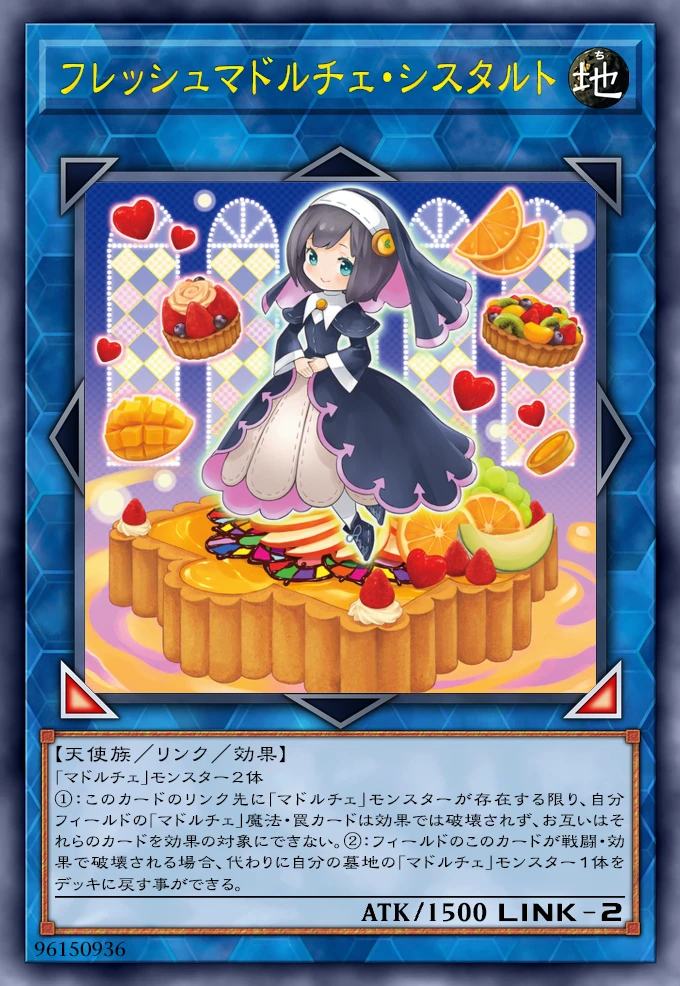 フレッシュマドルチェ・シスタルト
ち
地
【天使族／リンク／効果】
「マドルチェ」モンスター２体
①：このカードのリンク先に「マドルチェ」モンスターが存在する限り、自分
フィールドの「マドルチェ」魔法・罠カードは効果では破壊されず、お互いはそ
れらのカードを効果の対象にできない。②：フィールドのこのカードが戦闘・効
果で破壊される場合、代わりに自分の墓地の「マドルチェ」モンスター１体を
デッキに戻す事ができる。
ATK/1500 LINK-2
96150936